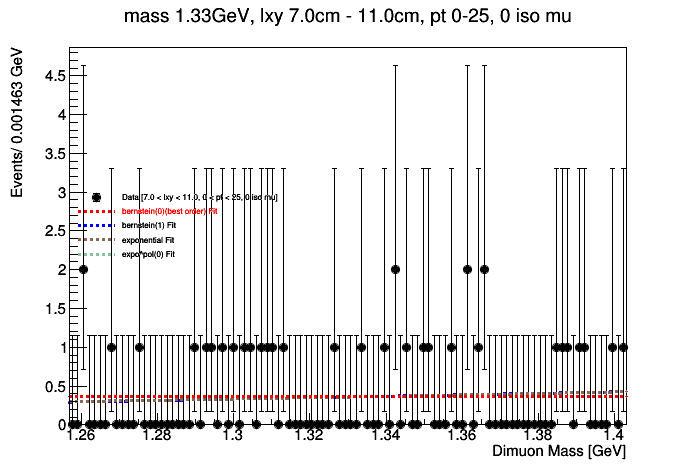 mass 1.33GeV, lxy 7.0cm - 11.0cm, pt 0-25, 0 iso mu
Events/ 0.001463 GeV
4.5
4
3.5
3
2.5
2
1.5
1
0.5
0
Data [7.0 < lxy < 11.0, 0 < pt < 25, 0 iso mu]
bernstein(0)(best order) Fit
bernstein(1) Fit
exponential Fit
expo*pol(0) Fit
1.26 1.28 1.3 1.32 1.34 1.36 1.38 1.4
Dimuon Mass [GeV]